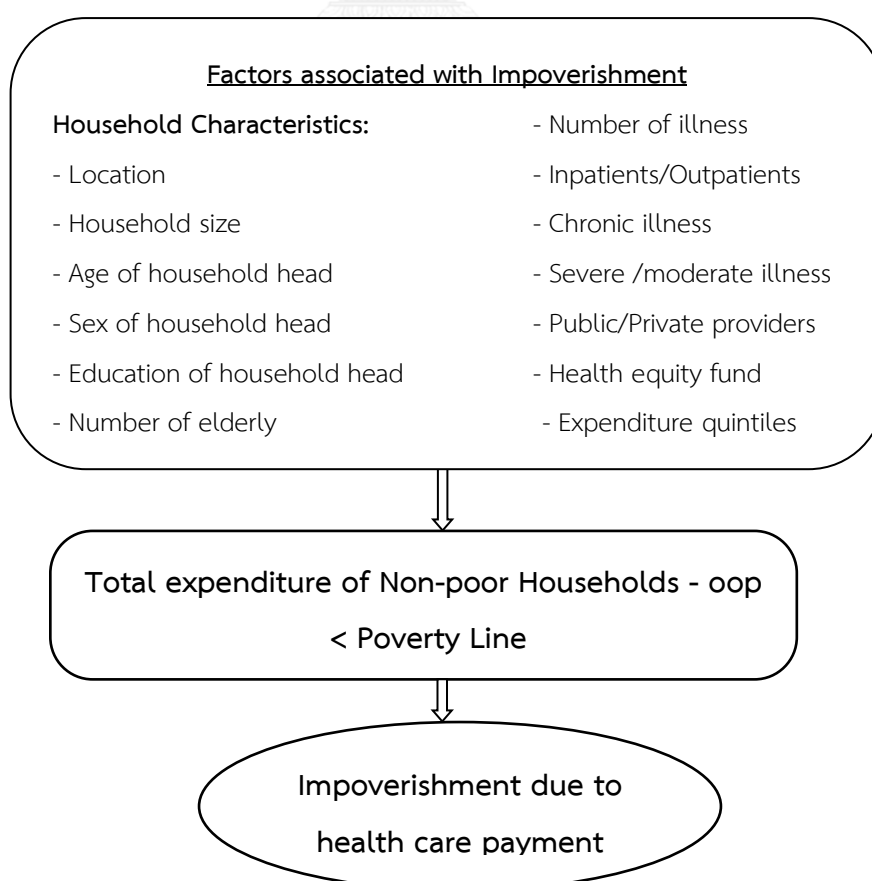 Factors associated with Impoverishment
Household Characteristics:
- Location
- Household size
- Age of household head
- Sex of household head
- Education of household head
- Number of elderly
- Number of illness
- Inpatients/Outpatients
- Chronic illness
- Severe /moderate illness
- Public/Private providers
- Health equity fund
- Expenditure quintiles
Total expenditure of Non-poor Households - oop
< Poverty Line
Impoverishment due to
health care payment